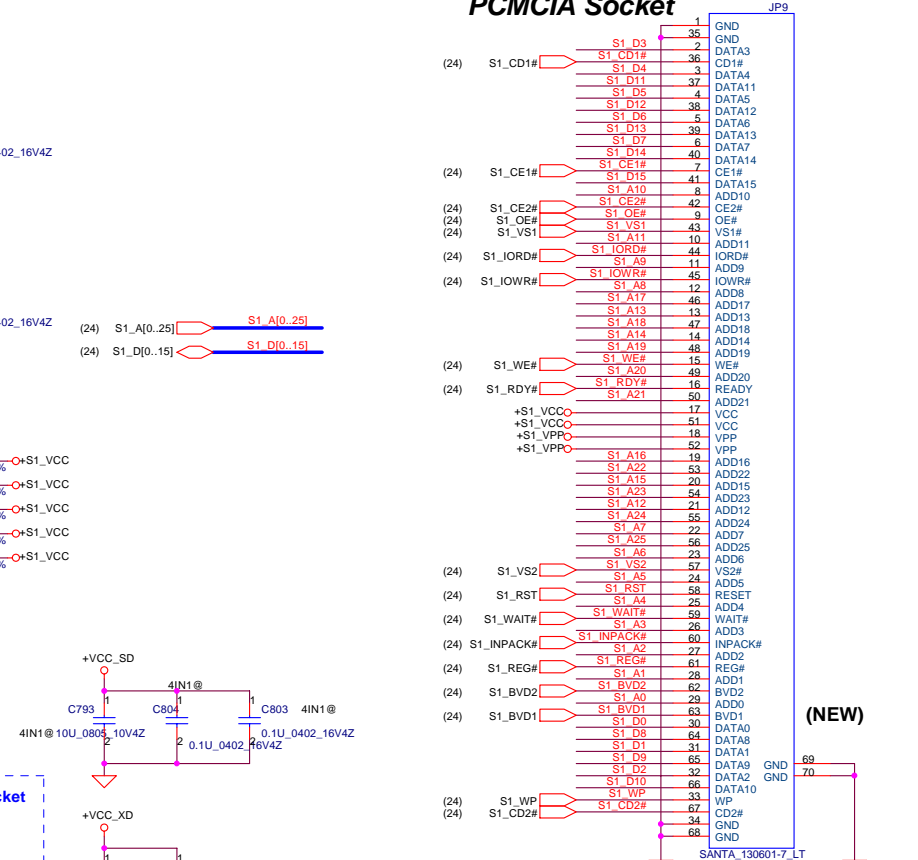 PCMCIA Socket
JP9
1 GND
35 GND
S1_D3 2 DATA3
(24) S1_CD1# S1_CD1# 36 CD1#
S1_D4 3 DATA4
S1_D11 37 DATA11
S1_D5 4 DATA5
S1_D12 38 DATA12
S1_D6 5 DATA6
S1_D13 39 DATA13
S1_D7 6 DATA7
S1_D14 40 DATA14
(24) S1_CE1# S1_CE1# 7 CE1#
S1_D15 41 DATA15
S1_A10 8 ADD10
(24) S1_CE2# S1_CE2# 42 CE2#
(24) S1_OE# S1_OE# 9 OE#
(24) S1_VS1 S1_VS1 43 VS1#
S1_A11 10 ADD11
(24) S1_IORD# S1_IORD# 44 IORD#
S1_A9 11 ADD9
(24) S1_IOWR# S1_IOWR# 45 IOWR#
S1_A8 12 ADD8
S1_A17 46 ADD17
S1_A13 13 ADD13
S1_A18 47 ADD18
S1_A14 14 ADD14
S1_A19 48 ADD19
(24) S1_WE# S1_WE# 15 WE#
S1_A20 49 ADD20
(24) S1_RDY# S1_RDY# 16 READY
S1_A21 50 ADD21
+S1_VCC 17 VCC
+S1_VCC 51 VCC
+S1_VPP 18 VPP
+S1_VPP 52 VPP
S1_A16 19 ADD16
S1_A22 53 ADD22
S1_A15 20 ADD15
S1_A23 54 ADD23
S1_A12 21 ADD12
S1_A24 55 ADD24
S1_A7 22 ADD7
S1_A25 56 ADD25
S1_A6 23 ADD6
(24) S1_VS2 S1_VS2 57 VS2#
S1_A5 24 ADD5
(24) S1_RST S1_RST 58 RESET
S1_A4 25 ADD4
(24) S1_WAIT# S1_WAIT# 59 WAIT#
S1_A3 26 ADD3
(24) S1_INPACK# S1_INPACK# 60 INPACK#
S1_A2 27 ADD2
(24) S1_REG# S1_REG# 61 REG#
S1_A1 28 ADD1
(24) S1_BVD2 S1_BVD2 62 BVD2
S1_A0 29 ADD0
(24) S1_BVD1 S1_BVD1 63 BVD1
S1_D0 30 DATA0
S1_D8 64 DATA8
S1_D1 31 DATA1
S1_D9 65 DATA9 GND 69
S1_D2 32 DATA2 GND 70
S1_D10 66 DATA10
(24) S1_WP S1_WP 33 WP
(24) S1_CD2# S1_CD2# 67 CD2#
34 GND
68 GND
SANTA_130601-7_LT
(NEW)
02_16V4Z
02_16V4Z
(24) S1_A[0..25] S1_A[0..25]
(24) S1_D[0..15] S1_D[0..15]
% +S1_VCC
% +S1_VCC
% +S1_VCC
% +S1_VCC
% +S1_VCC
+VCC_SD
4IN1@
1 1 1
C793 C804 C803 4IN1@
4IN1@ 10U_0805_10V4Z 0.1U_0402_16V4Z
2 2 0.1U_0402_16V4Z 2
cket
+VCC_XD
1 1